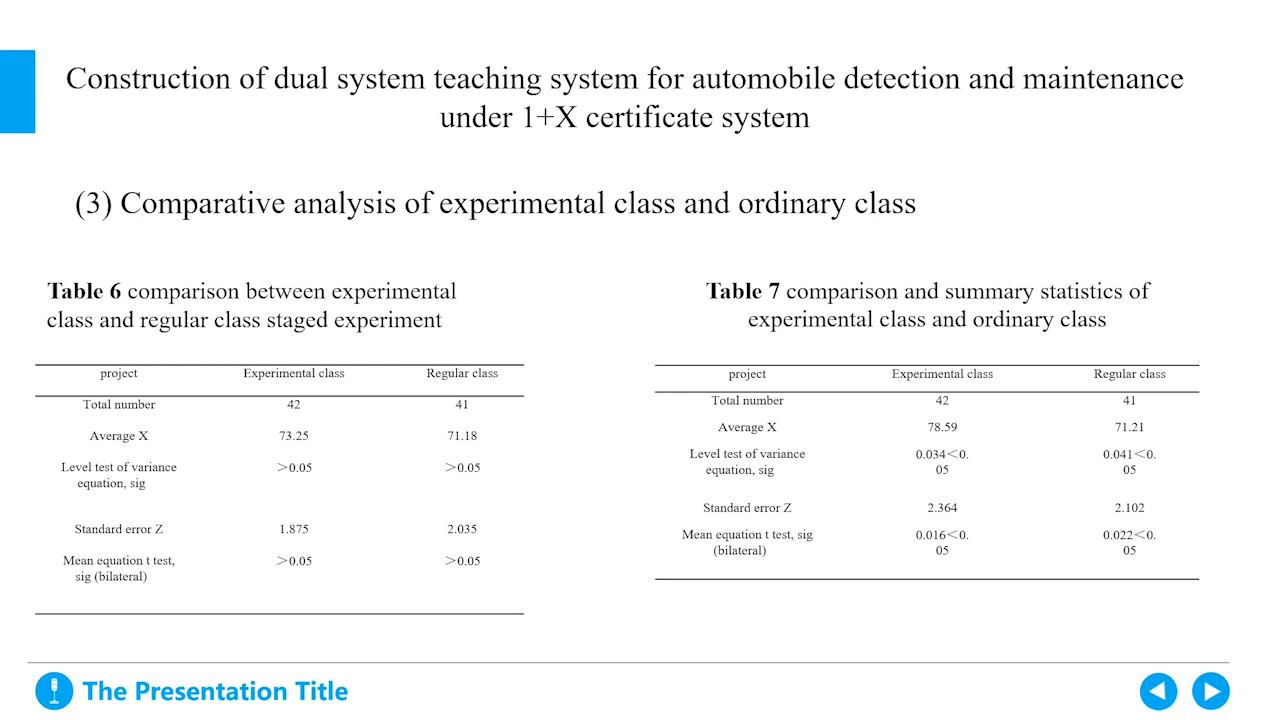 Construction of dual system teaching system for automobile detection and maintenance
under 1+X certificate system
(3) Comparative analysis of experimental class and ordinary class
Table 6 comparison between experimental
class and regular class staged experiment
project Experimental class Regular class
Total number 42 41
Average X 73.25 71.18
Level test of variance >0.05 >0.05
equation, sig
Standard error Z 1.875 2.035
Mean equation t test, >0.05 >0.05
sig (bilateral)
Table 7 comparison and summary statistics of
experimental class and ordinary class
project Experimental class Regular class
Total number 42 41
Average X 78.59 71.21
Level test of variance 0.034<0. 0.041<0.
equation, sig 05 05
Standard error Z 2.364 2.102
Mean equation t test, sig 0.016<0. 0.022<0.
(bilateral) 05 05
The Presentation Title